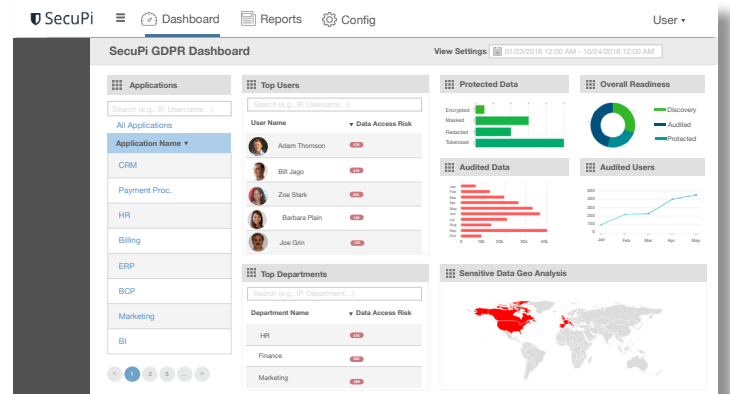 SecuPi
Dashboard
Reports
Config
User
SecuPi GDPR Dashboard
View Settings
01/23/2016 12:00 AM - 10/24/2016 12:00 AM
Applications
Search (e.g., IP, Username...)
All Applications
Application Name
CRM
Payment Proc.
HR
Billing
ERP
BCP
Marketing
BI
< 1 2 3 ... >
Top Users
Search (e.g., IP, Username...)
User Name Data Access Risk
Adam Thomson
Bill Jago
Zoe Stark
Barbara Plain
Joe Grin
Top Departments
Search (e.g., IP, Department...)
Department Name Data Access Risk
HR
Finance
Marketing
Protected Data
Encrypted
Masked
Redacted
Tokenized
Overall Readiness
Discovery
Audited
Protected
Audited Data
Jan
Feb
Mar
Apr
May
Jun
Jul
Aug
Sep
Oct
0 10k 20k 30k 40k
Audited Users
500
300
200
100
0
Jan Feb Mar Apr May
Sensitive Data Geo Analysis